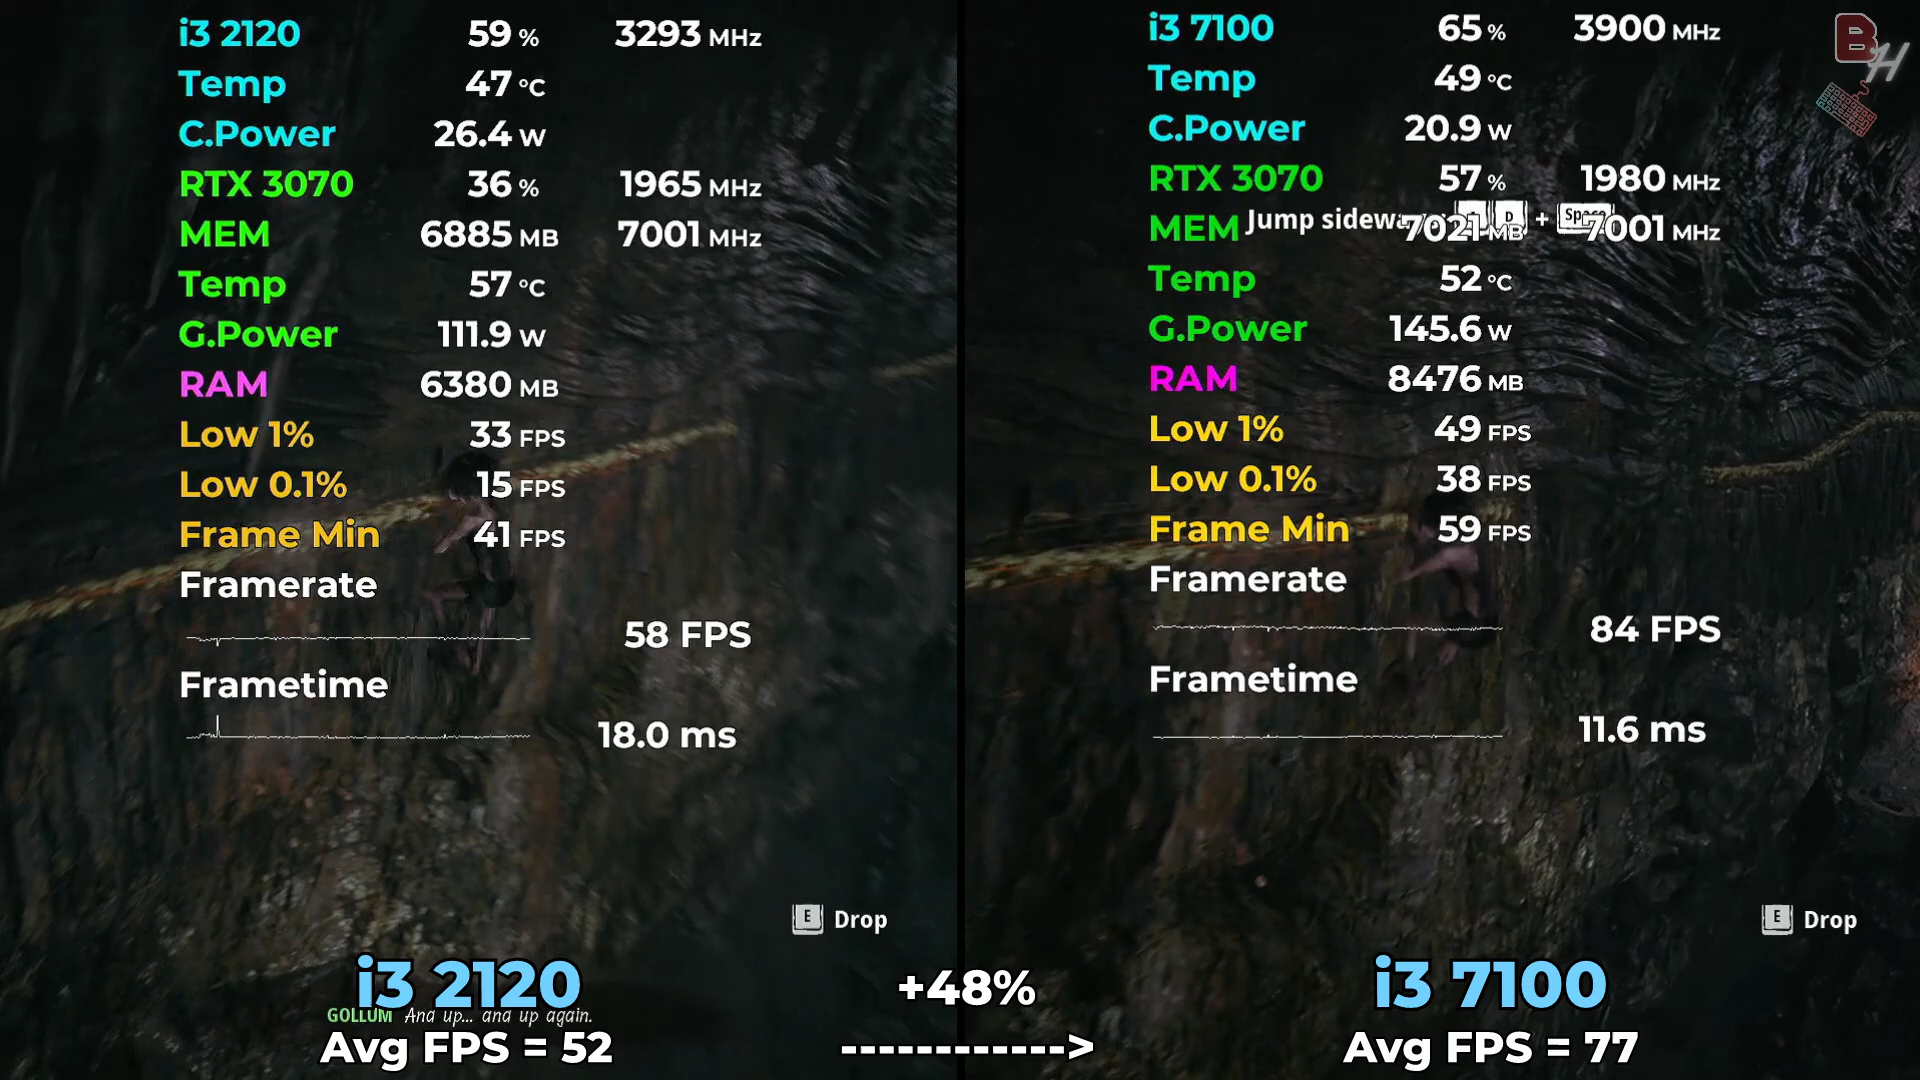 i3 2120 59 % 3293 MHz
Temp 47 °C
C.Power 26.4 W
RTX 3070 36 % 1965 MHz
MEM 6885 MB 7001 MHz
Temp 57 °C
G.Power 111.9 W
RAM 6380 MB
Low 1% 33 FPS
Low 0.1% 15 FPS
Frame Min 41 FPS
Framerate
58 FPS
Frametime
18.0 ms
E Drop
i3 2120
GOLLUM And up... and up again.
Avg FPS = 52
+48%
------------>
i3 7100 65 % 3900 MHz
Temp 49 °C
C.Power 20.9 W
RTX 3070 57 % 1980 MHz
Jump D + Space
MEM 7021 MB 7001 MHz
Temp 52 °C
G.Power 145.6 W
RAM 8476 MB
Low 1% 49 FPS
Low 0.1% 38 FPS
Frame Min 59 FPS
Framerate
84 FPS
Frametime
11.6 ms
E Drop
i3 7100
Avg FPS = 77
B H